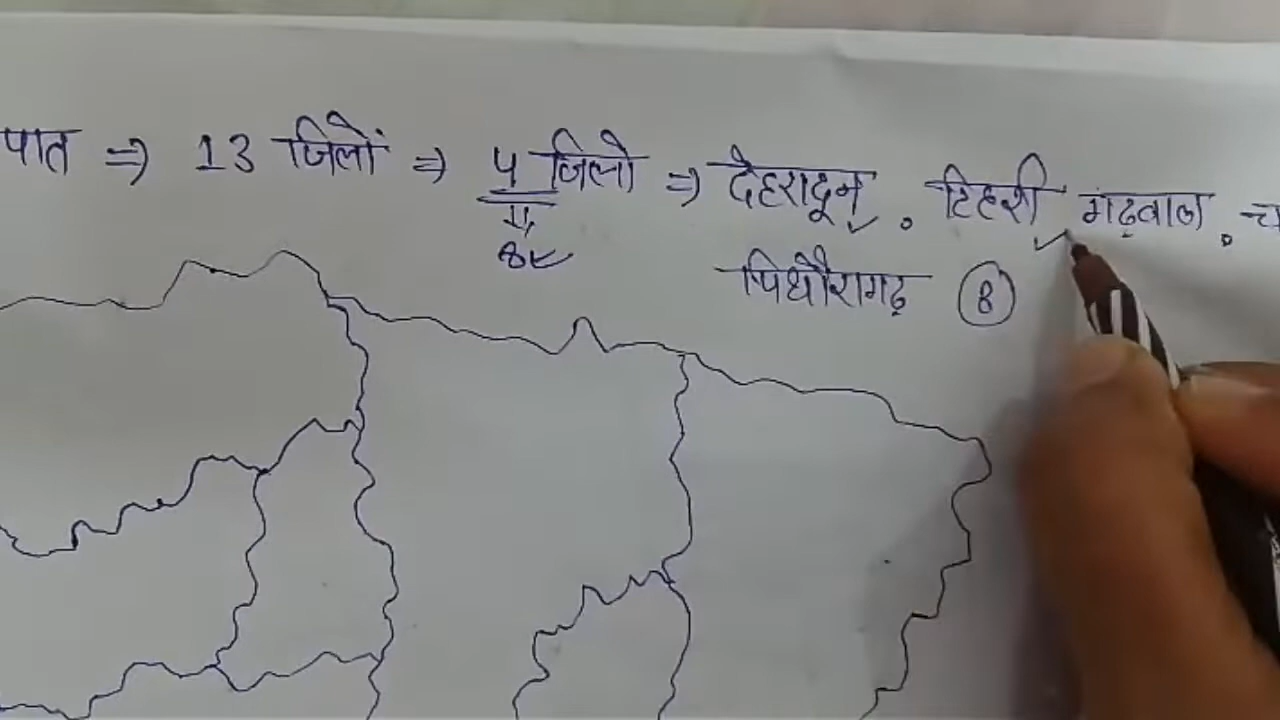 पात ⇒ 13 जिलों ⇒ 5 जिलो ⇒ देहरादून, टिहरी गढ़वाल, च
पिथौरागढ़ 8